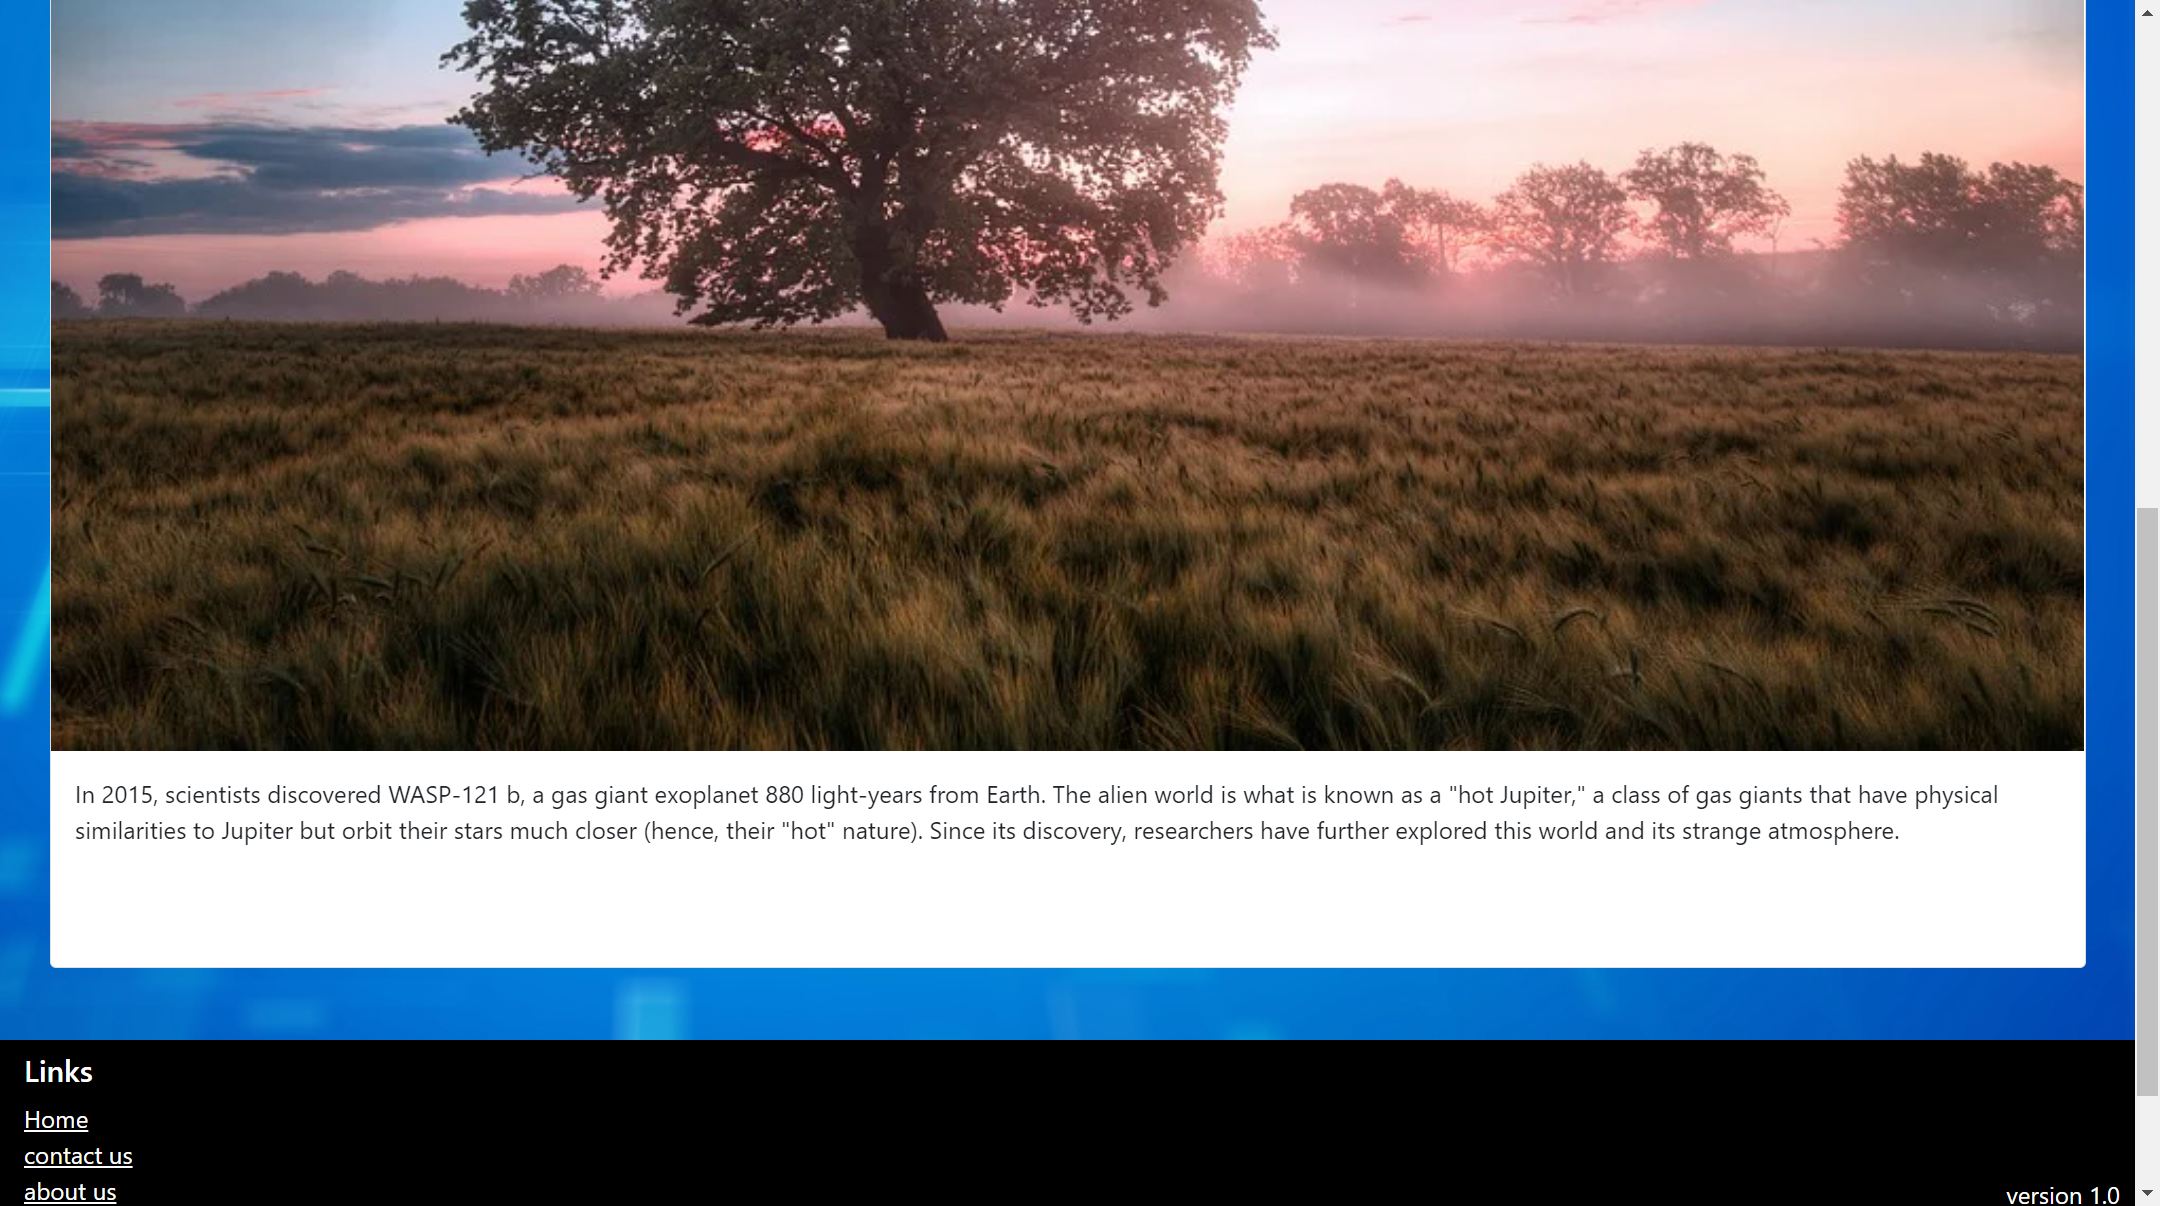 In 2015, scientists discovered WASP-121 b, a gas giant exoplanet 880 light-years from Earth. The alien world is what is known as a "hot Jupiter," a class of gas giants that have physical
similarities to Jupiter but orbit their stars much closer (hence, their "hot" nature). Since its discovery, researchers have further explored this world and its strange atmosphere.
Links
Home
contact us
about us
version 1.0